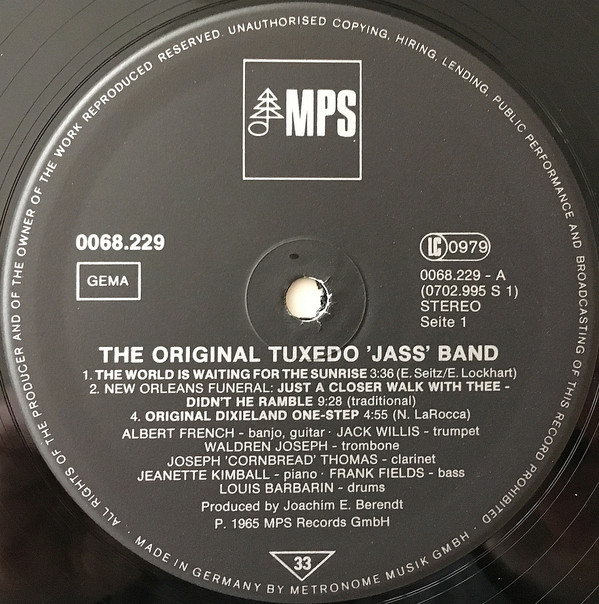 ALL RIGHTS OF THE PRODUCER AND OF THE OWNER OF THE WORK REPRODUCED RESERVED. UNAUTHORISED COPYING, HIRING, LENDING, PUBLIC PERFORMANCE AND BROADCASTING OF THIS RECORD PROHIBITED
MPS
0068.229
GEMA
LC 0979
0068.229 - A
(0702.995 S 1)
STEREO
Seite 1
THE ORIGINAL TUXEDO 'JASS' BAND
1. THE WORLD IS WAITING FOR THE SUNRISE 3:36 (E. Seitz/E. Lockhart)
2. NEW ORLEANS FUNERAL: JUST A CLOSER WALK WITH THEE -
DIDN'T HE RAMBLE 9:28 (traditional)
4. ORIGINAL DIXIELAND ONE-STEP 4:55 (N. LaRocca)
ALBERT FRENCH - banjo, guitar · JACK WILLIS - trumpet
WALDREN JOSEPH - trombone
JOSEPH 'CORNBREAD' THOMAS - clarinet
JEANETTE KIMBALL - piano · FRANK FIELDS - bass
LOUIS BARBARIN - drums
Produced by Joachim E. Berendt
P. 1965 MPS Records GmbH
33
· MADE IN GERMANY BY METRONOME MUSIK GMBH ·